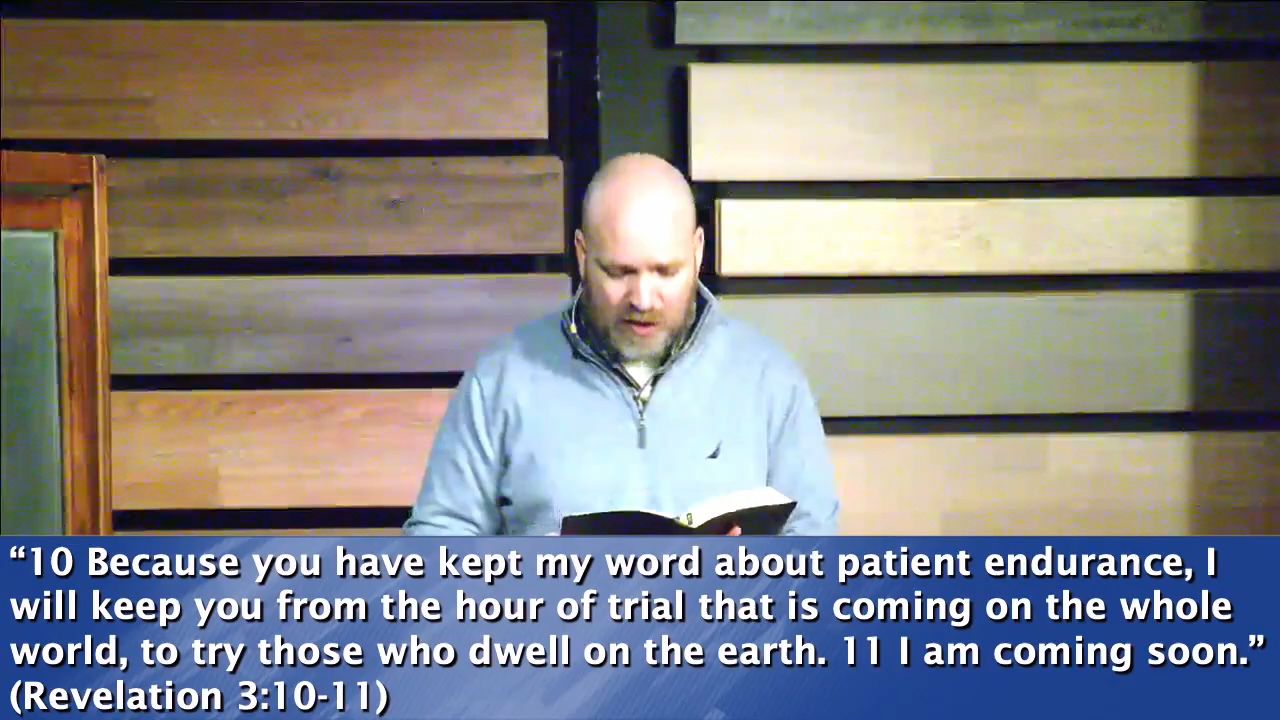 “10 Because you have kept my word about patient endurance, I
will keep you from the hour of trial that is coming on the whole
world, to try those who dwell on the earth. 11 I am coming soon.”
(Revelation 3:10-11)